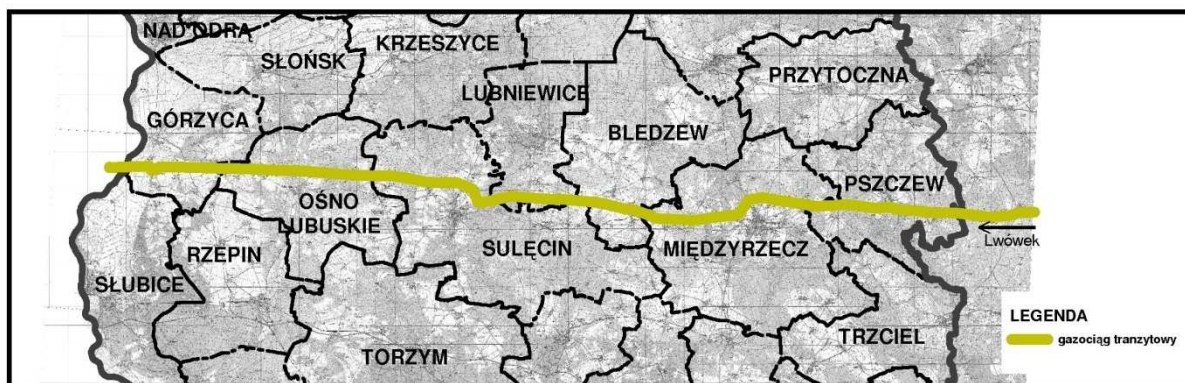 NAD ODRĄ
KRZESZYCE
SŁOŃSK
PRZYTOCZNA
LUBNIEWICE
GÓRZYCA
BLEDZEW
PSZCZEW
OŚNO
LUBUSKIE
Lwówek
RZEPIN
SULĘCIN
MIĘDZYRZECZ
SŁUBICE
LEGENDA
TRZCIEL
gazociąg tranzytowy
TORZYM